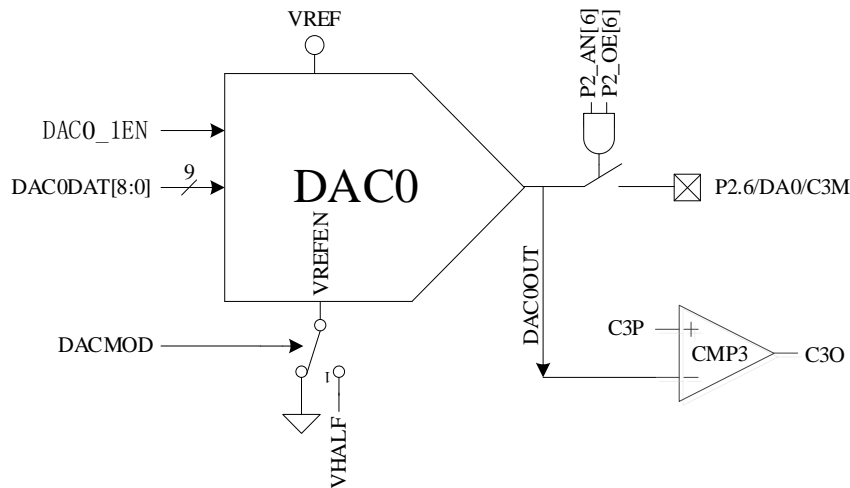 VREF
P2_AN[6]
P2_OE[6]
DAC0_1EN
9
DAC0DAT[8:0]
DAC0
P2.6/DA0/C3M
VREFEN
DAC0OUT
DACMOD
1
VHALF
C3P
+
CMP3
−
C3O